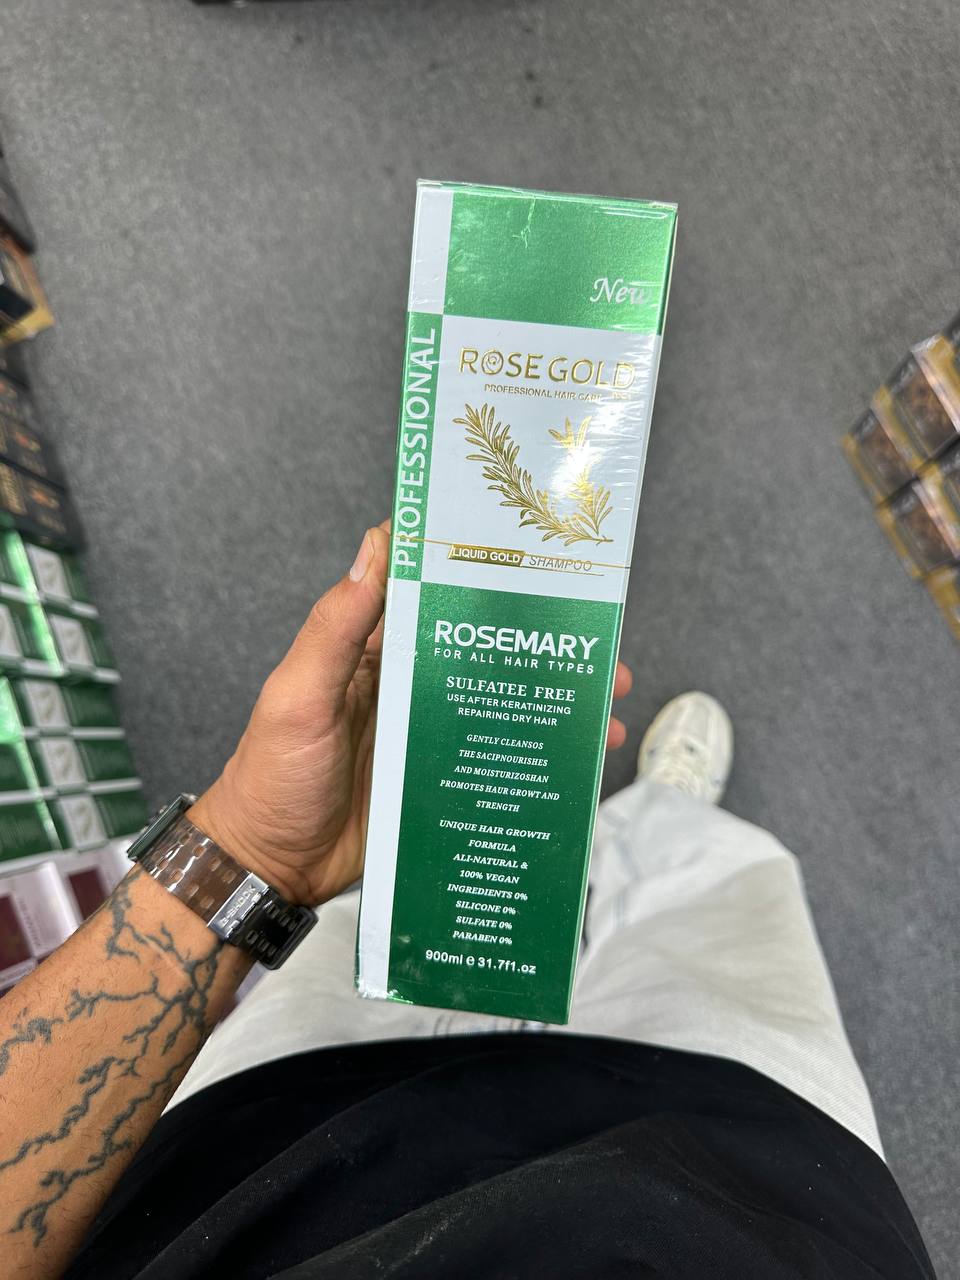 New
PROFESSIONAL
ROSE GOLD
PROFESSIONAL HAIR CARE
LIQUID GOLD SHAMPOO
ROSEMARY
FOR ALL HAIR TYPES
SULFATEE FREE
USE AFTER KERATINIZING
REPAIRING DRY HAIR
GENTLY CLEANSOS
THE SACIPNOURISHES
AND MOISTURIZOSHAN
PROMOTES HAUR GROWT AND
STRENGTH
UNIQUE HAIR GROWTH
FORMULA
ALI-NATURAL &
100% VEGAN
INGREDIENTS 0%
SILICONE 0%
SULFATE 0%
PARABEN 0%
900ml e 31.7f1.oz
G-SHOCK